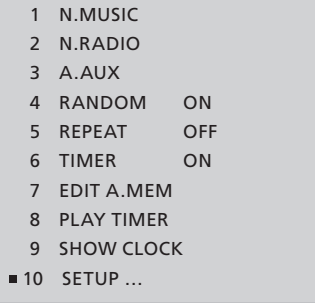 1 N.MUSIC
2 N.RADIO
3 A.AUX
4 RANDOM ON
5 REPEAT OFF
6 TIMER ON
7 EDIT A.MEM
8 PLAY TIMER
9 SHOW CLOCK
■ 10 SETUP ...